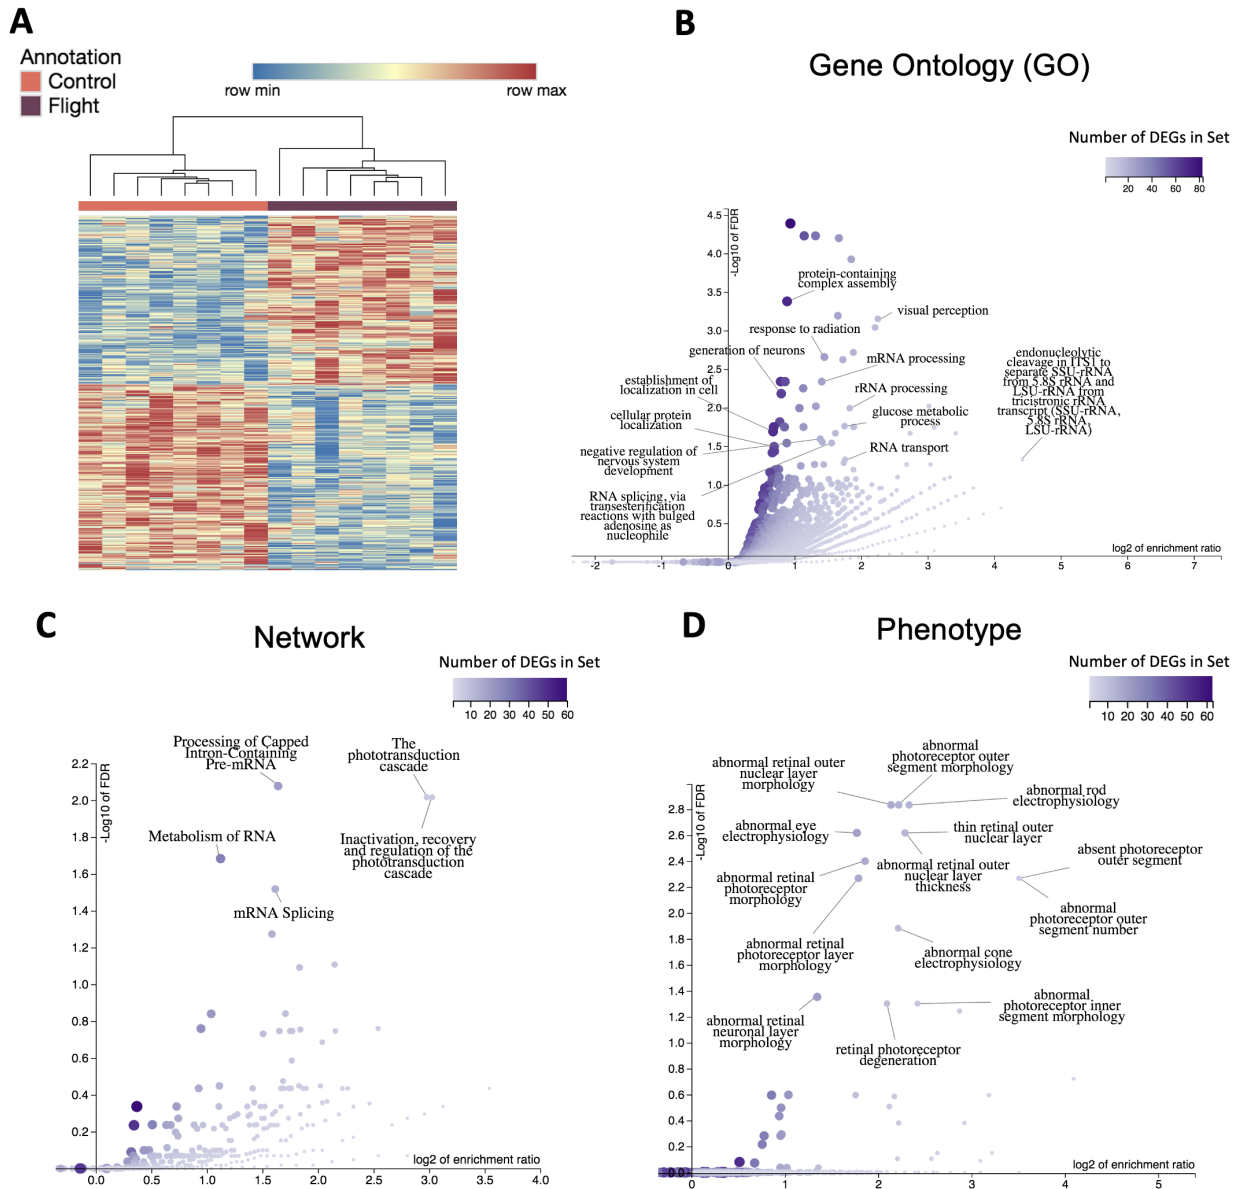 A
Annotation
Control
Flight
row min
row max
B
Gene Ontology (GO)
Number of DEGs in Set
20 40 60 80
-Log10 of FDR
4.5
4.0
3.5
3.0
2.5
2.0
1.5
1.0
0.5
protein-containing
complex assembly
visual perception
response to radiation
generation of neurons
mRNA processing
establishment of
localization in cell
rRNA processing
cellular protein
localization
glucose metabolic
process
negative regulation of
nervous system
development
RNA transport
RNA splicing, via
transesterification
reactions with bulged
adenosine as
nucleophile
endonucleolytic
cleavage in ITS1 to
separate SSU-rRNA
from 5.8S rRNA and
LSU-rRNA from
tricistronic rRNA
transcript (SSU-rRNA,
5.8S rRNA,
LSU-rRNA)
log2 of enrichment ratio
-2 -1 0 1 2 3 4 5 6 7
C
Network
Number of DEGs in Set
10 20 30 40 50 60
-Log10 of FDR
2.2
2.0
1.8
1.6
1.4
1.2
1.0
0.8
0.6
0.4
0.2
Processing of Capped
Intron-Containing
Pre-mRNA
The
phototransduction
cascade
Metabolism of RNA
Inactivation, recovery
and regulation of the
phototransduction
cascade
mRNA Splicing
log2 of enrichment ratio
0.0 0.5 1.0 1.5 2.0 2.5 3.0 3.5 4.0
D
Phenotype
Number of DEGs in Set
10 20 30 40 50 60
-Log10 of FDR
2.8
2.6
2.4
2.2
2.0
1.8
1.6
1.4
1.2
1.0
0.8
0.6
0.4
0.2
0.0
abnormal retinal outer
nuclear layer
morphology
abnormal
photoreceptor outer
segment morphology
abnormal rod
electrophysiology
abnormal eye
electrophysiology
thin retinal outer
nuclear layer
absent photoreceptor
outer segment
abnormal retinal
photoreceptor
morphology
abnormal retinal outer
nuclear layer
thickness
abnormal
photoreceptor outer
segment number
abnormal retinal
photoreceptor layer
morphology
abnormal cone
electrophysiology
abnormal retinal
neuronal layer
morphology
abnormal
photoreceptor inner
segment morphology
retinal photoreceptor
degeneration
log2 of enrichment ratio
0 1 2 3 4 5